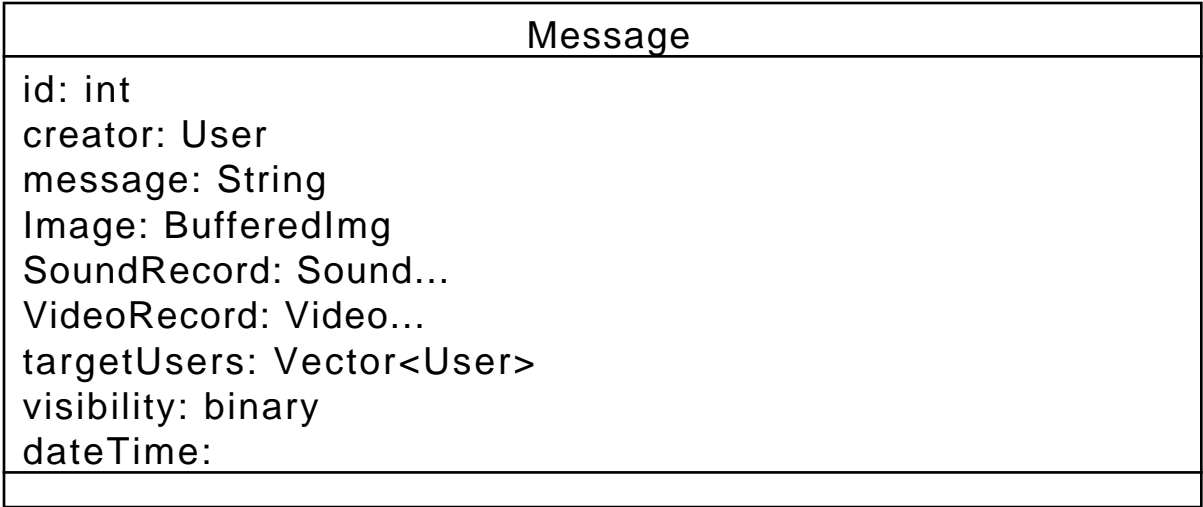 Message
id: int
creator: User
message: String
Image: BufferedImg
SoundRecord: Sound...
VideoRecord: Video...
targetUsers: Vector<User>
visibility: binary
dateTime: